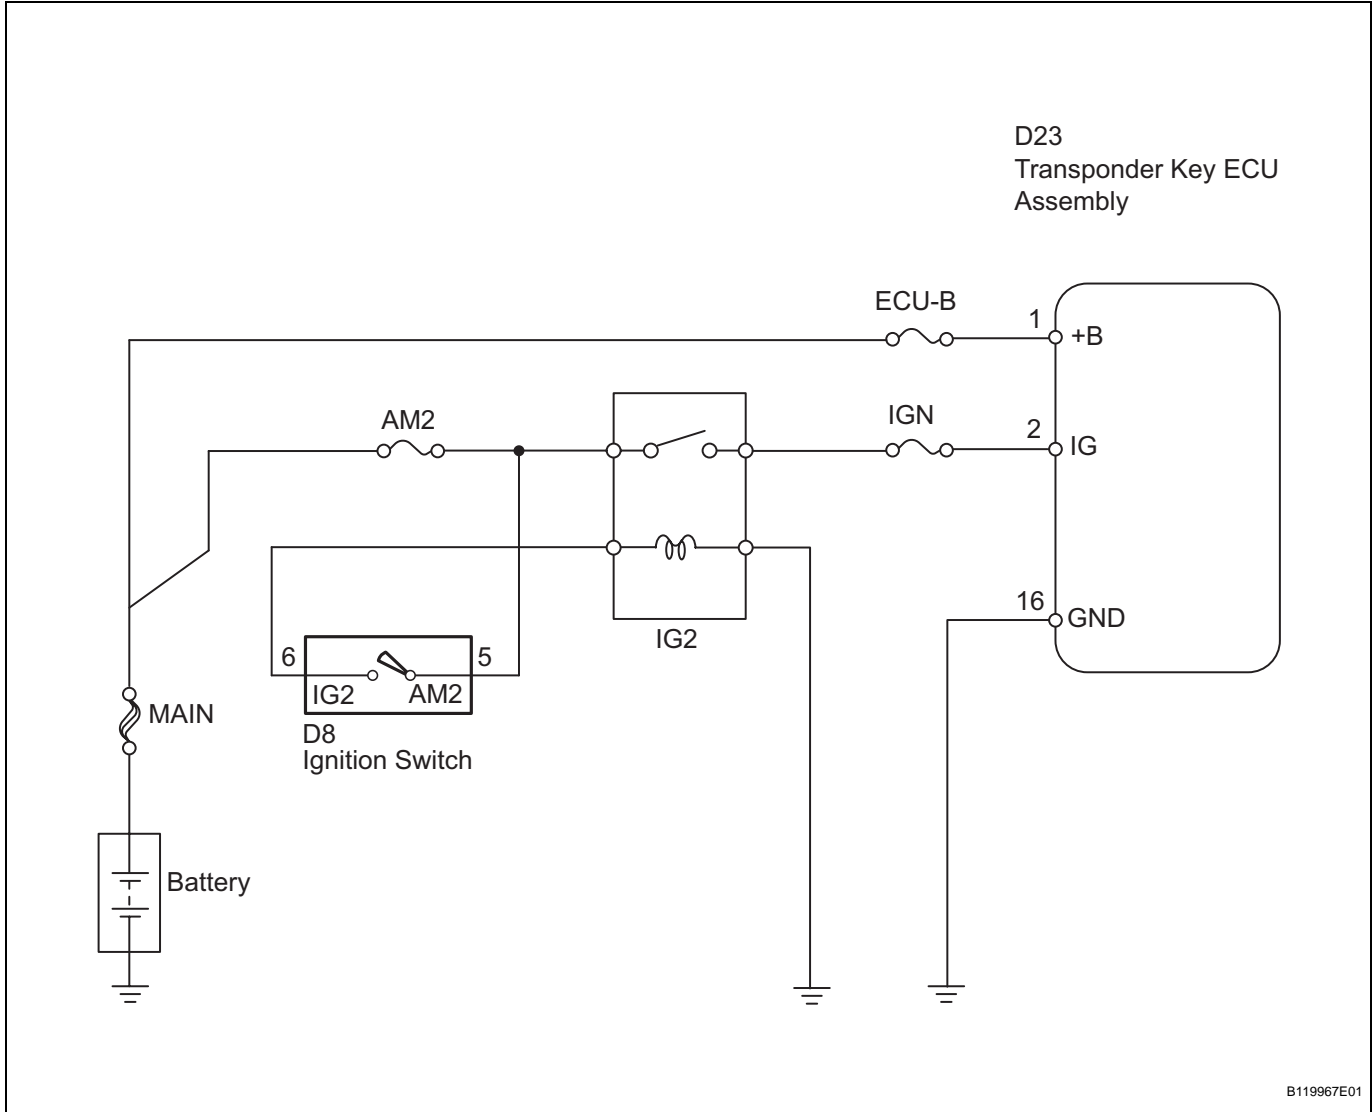 D23
Transponder Key ECU
Assembly
ECU-B
1
+B
AM2
IGN
2
IG
16
GND
IG2
6
5
IG2
AM2
D8
Ignition Switch
MAIN
Battery
B119967E01